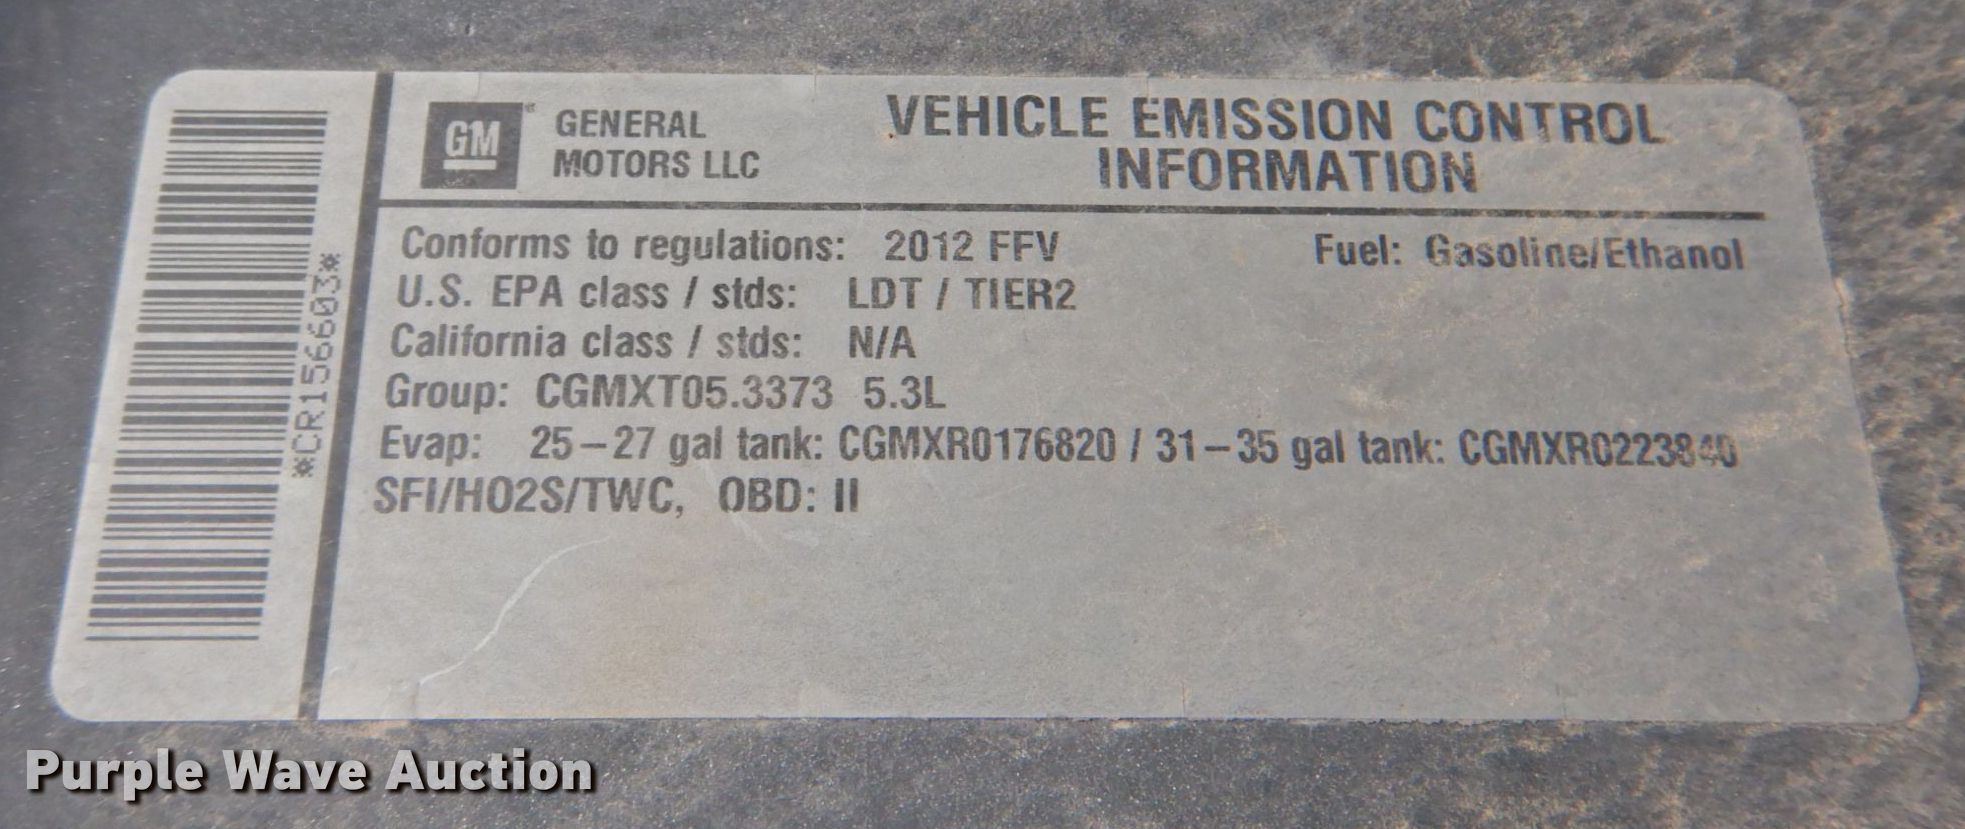 GM
GENERAL
MOTORS LLC
VEHICLE EMISSION CONTROL
INFORMATION
Conforms to regulations: 2012 FFV Fuel: Gasoline/Ethanol
U.S. EPA class / stds: LDT / TIER2
California class / stds: N/A
Group: CGMXT05.3373 5.3L
Evap: 25-27 gal tank: CGMXR0176820 / 31-35 gal tank: CGMXR0223840
SFI/HO2S/TWC, OBD: II
*CR156603*
Purple Wave Auction